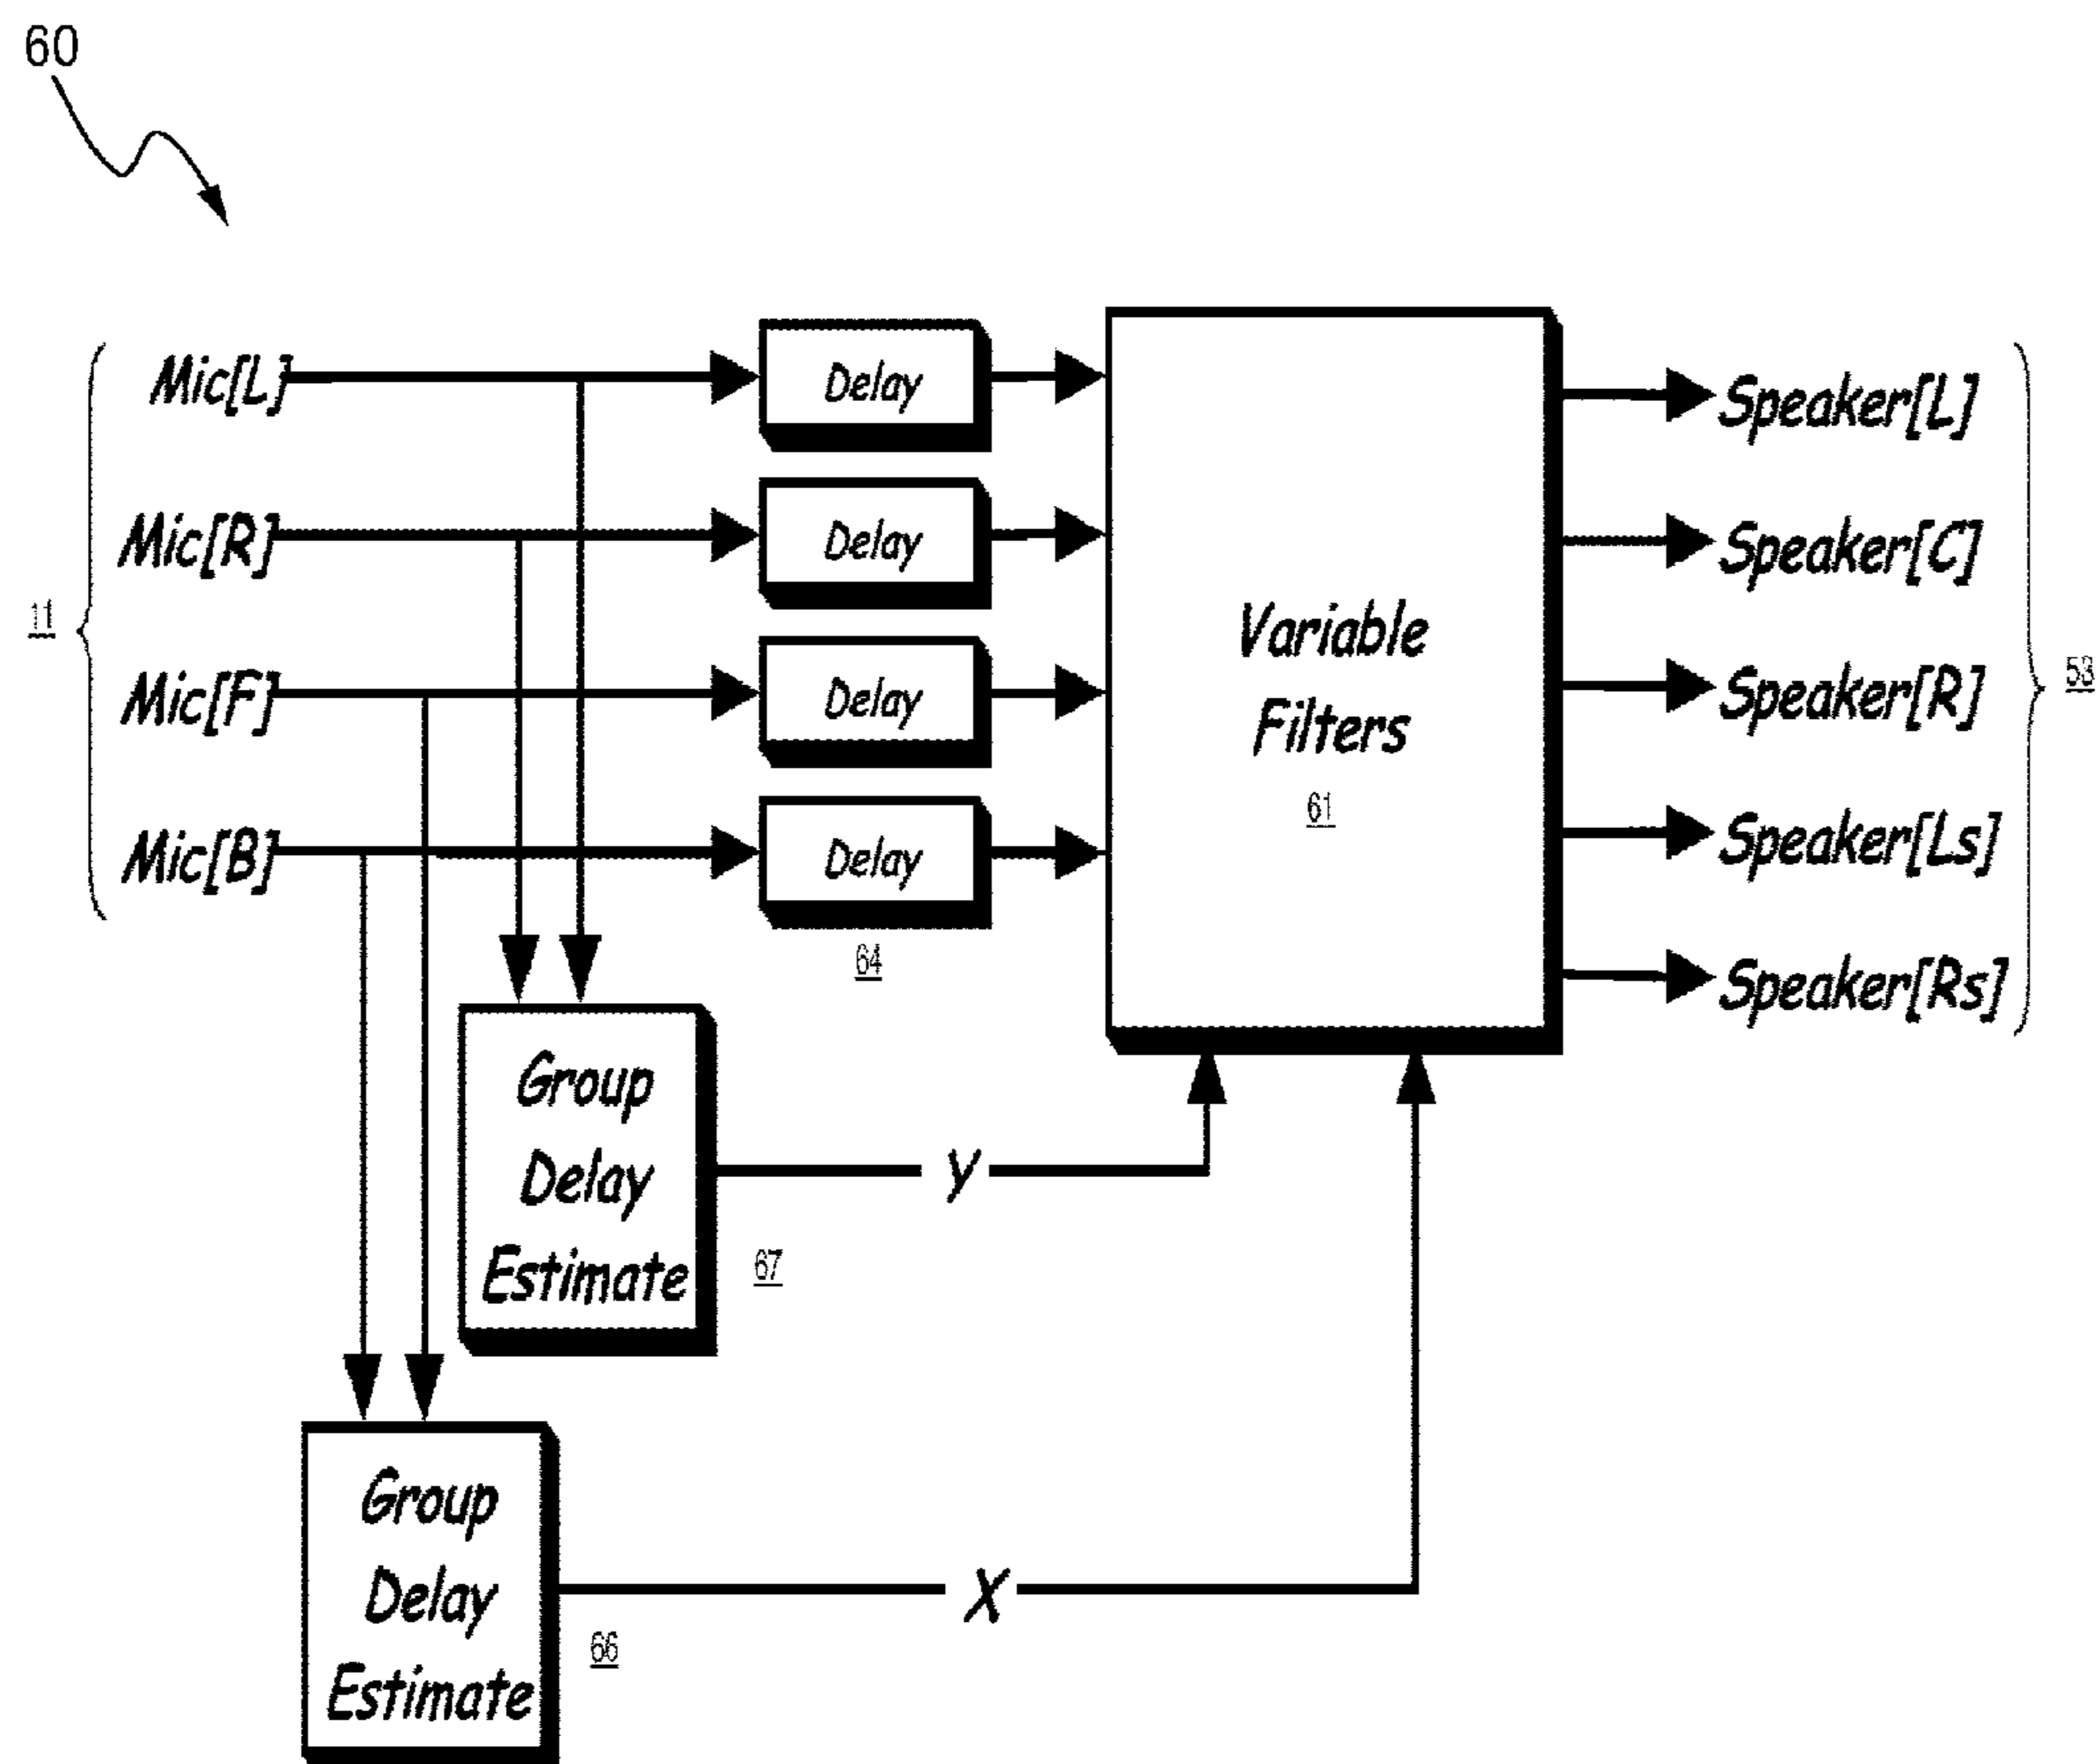 60
Mic[L]
Mic[R]
Mic[F]
Mic[B]
11
Delay
Delay
Delay
Delay
64
Variable
Filters
61
Speaker[L]
Speaker[C]
Speaker[R]
Speaker[Ls]
Speaker[Rs]
53
Group
Delay
Estimate
67
Y
Group
Delay
Estimate
66
X